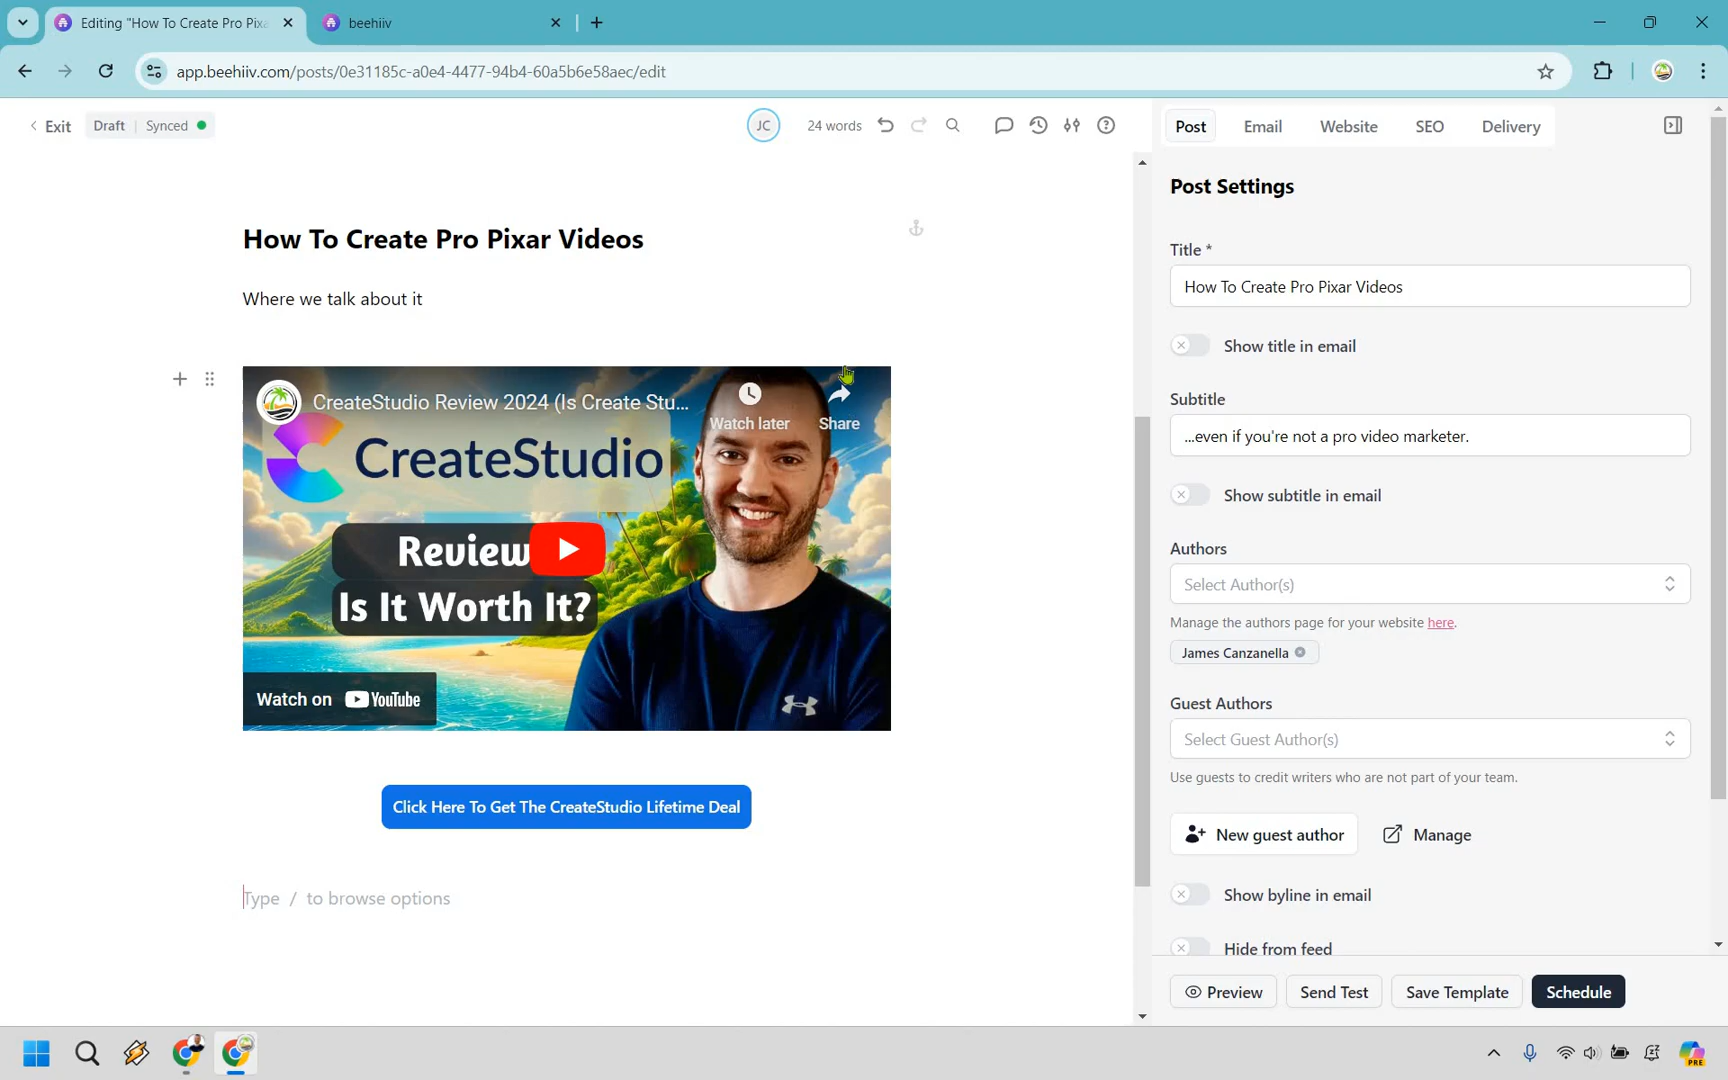 Editing "How To Create Pro Pixa
beehiiv
app.beehiiv.com/posts/0e31185c-a0e4-4477-94b4-60a5b6e58aec/edit
Exit
Draft
Synced
JC
24 words
Post
Email
Website
SEO
Delivery
How To Create Pro Pixar Videos
Where we talk about it
CreateStudio Review 2024 (Is Create Stu...
Watch later
Share
CreateStudio
Review
Is It Worth It?
Watch on YouTube
Click Here To Get The CreateStudio Lifetime Deal
Type / to browse options
Post Settings
Title *
How To Create Pro Pixar Videos
Show title in email
Subtitle
...even if you're not a pro video marketer.
Show subtitle in email
Authors
Select Author(s)
Manage the authors page for your website here.
James Canzanella
Guest Authors
Select Guest Author(s)
Use guests to credit writers who are not part of your team.
New guest author
Manage
Show byline in email
Hide from feed
Preview
Send Test
Save Template
Schedule
PRE